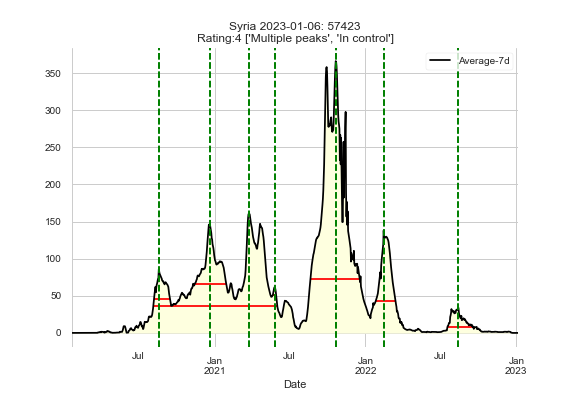 Syria 2023-01-06: 57423
Rating:4 ['Multiple peaks', 'In control']
Average-7d
350
300
250
200
150
100
50
0
Jul
Jan
2021
Jul
Jan
2022
Jul
Jan
2023
Date